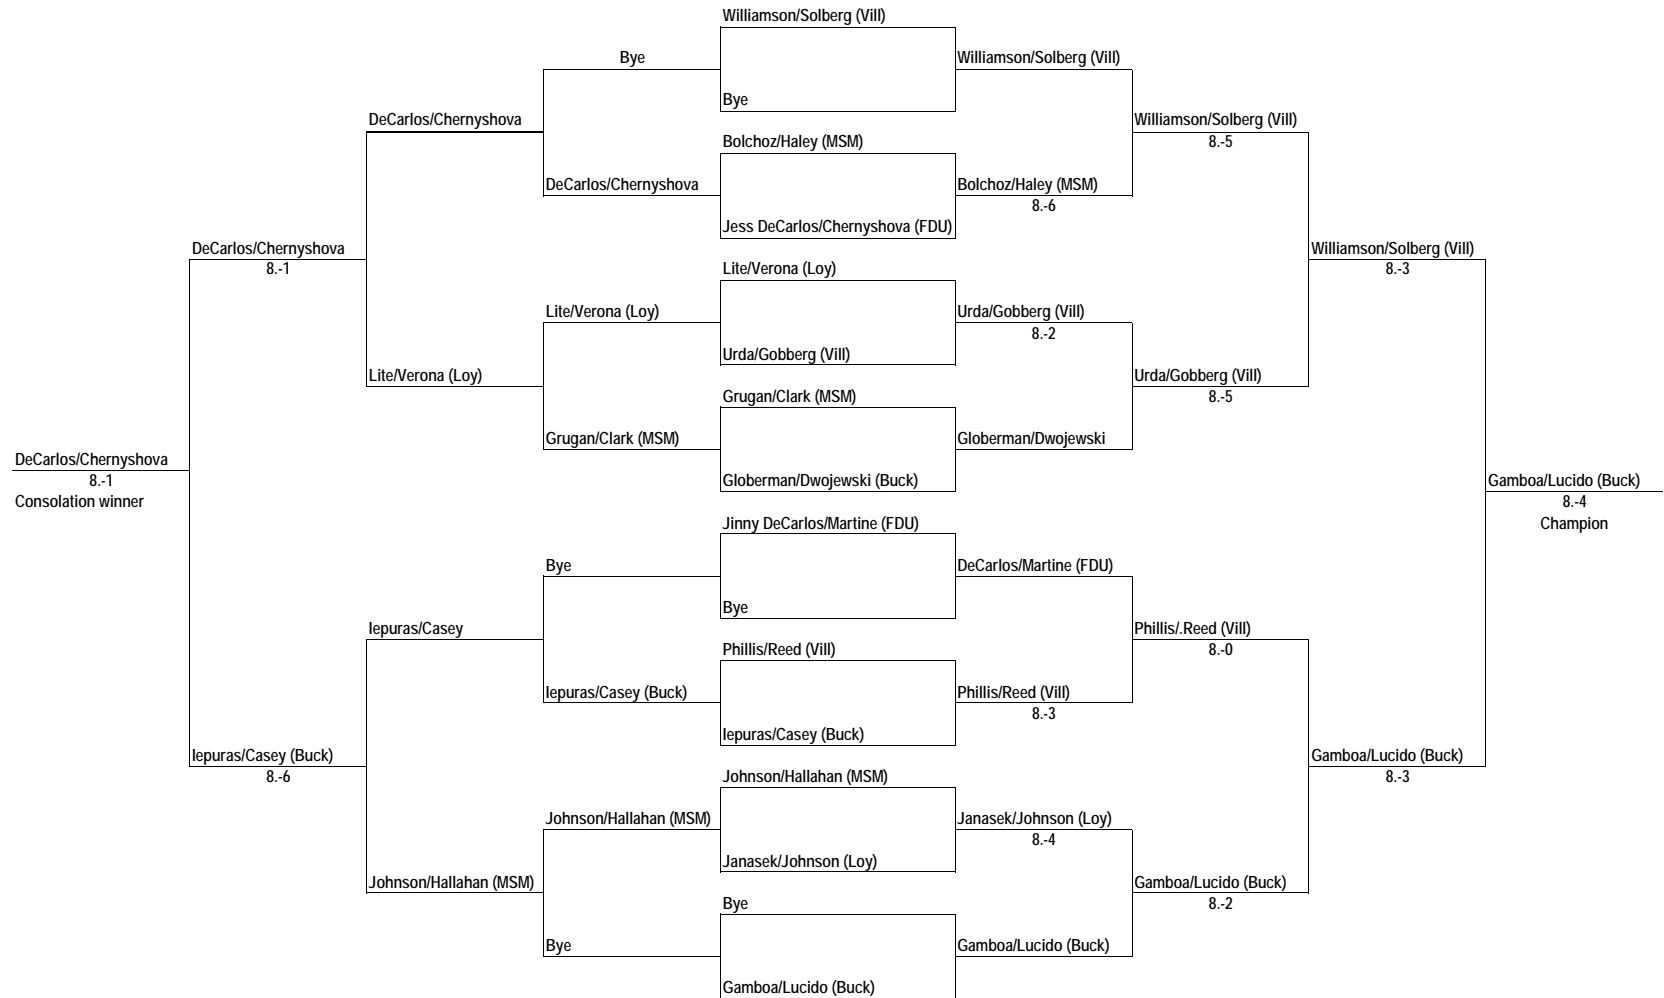 Williamson/Solberg (Vill)
Bye
Williamson/Solberg (Vill)
Bye
DeCarlos/Chernyshova
Williamson/Solberg (Vill)
8.-5
Bolchoz/Haley (MSM)
DeCarlos/Chernyshova
Bolchoz/Haley (MSM)
8.-6
Jess DeCarlos/Chernyshova (FDU)
DeCarlos/Chernyshova
8.-1
Williamson/Solberg (Vill)
8.-3
Lite/Verona (Loy)
Lite/Verona (Loy)
Urda/Gobberg (Vill)
8.-2
Urda/Gobberg (Vill)
Lite/Verona (Loy)
Urda/Gobberg (Vill)
8.-5
Grugan/Clark (MSM)
Grugan/Clark (MSM)
Globerman/Dwojewski
DeCarlos/Chernyshova
8.-1
Consolation winner
Globerman/Dwojewski (Buck)
Gamboa/Lucido (Buck)
8.-4
Champion
Jinny DeCarlos/Martine (FDU)
Bye
DeCarlos/Martine (FDU)
Bye
Iepuras/Casey
Phillis/.Reed (Vill)
8.-0
Phillis/Reed (Vill)
Iepuras/Casey (Buck)
Phillis/Reed (Vill)
8.-3
Iepuras/Casey (Buck)
Iepuras/Casey (Buck)
8.-6
Gamboa/Lucido (Buck)
8.-3
Johnson/Hallahan (MSM)
Johnson/Hallahan (MSM)
Janasek/Johnson (Loy)
8.-4
Janasek/Johnson (Loy)
Johnson/Hallahan (MSM)
Gamboa/Lucido (Buck)
8.-2
Bye
Bye
Gamboa/Lucido (Buck)
Gamboa/Lucido (Buck)